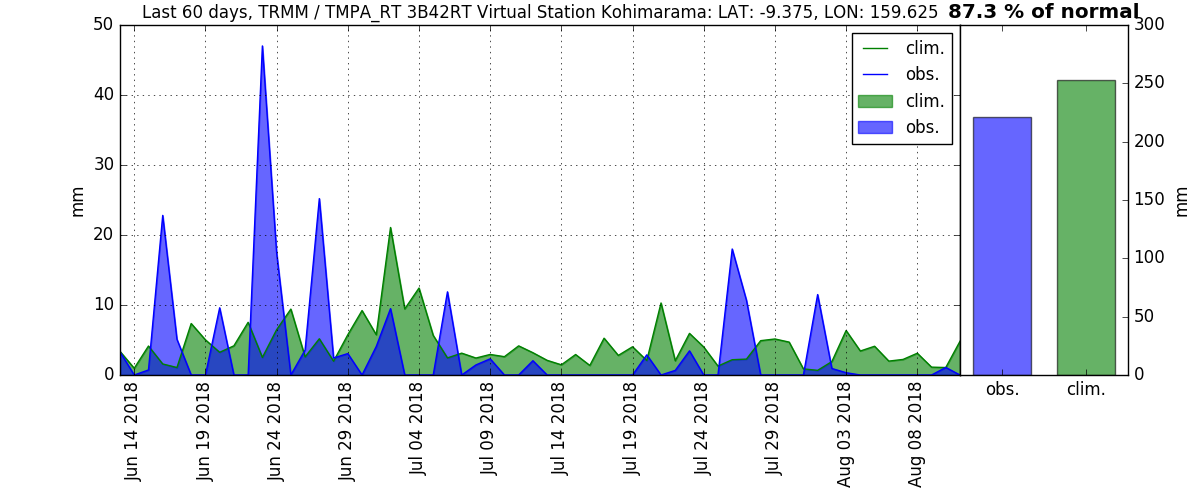 Last 60 days, TRMM / TMPA_RT 3B42RT Virtual Station Kohimarama: LAT: -9.375, LON: 159.625
87.3 % of normal
50
40
30
20
10
0
mm
clim.
obs.
clim.
obs.
Jun 14 2018
Jun 19 2018
Jun 24 2018
Jun 29 2018
Jul 04 2018
Jul 09 2018
Jul 14 2018
Jul 19 2018
Jul 24 2018
Jul 29 2018
Aug 03 2018
Aug 08 2018
300
250
200
150
100
50
0
mm
obs.
clim.